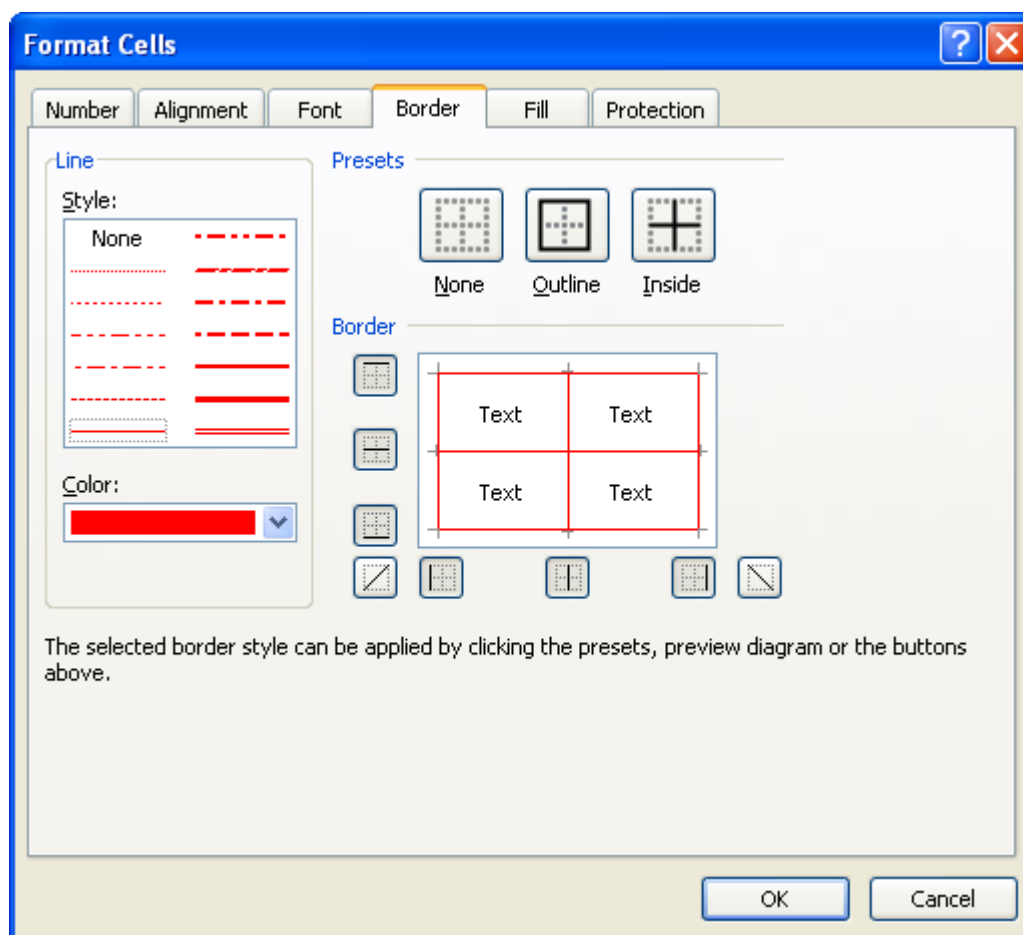 Format Cells
Number Alignment Font Border Fill Protection
Line
Style:
None
Color:
Presets
None Outline Inside
Border
Text Text
Text Text
The selected border style can be applied by clicking the presets, preview diagram or the buttons
above.
OK Cancel